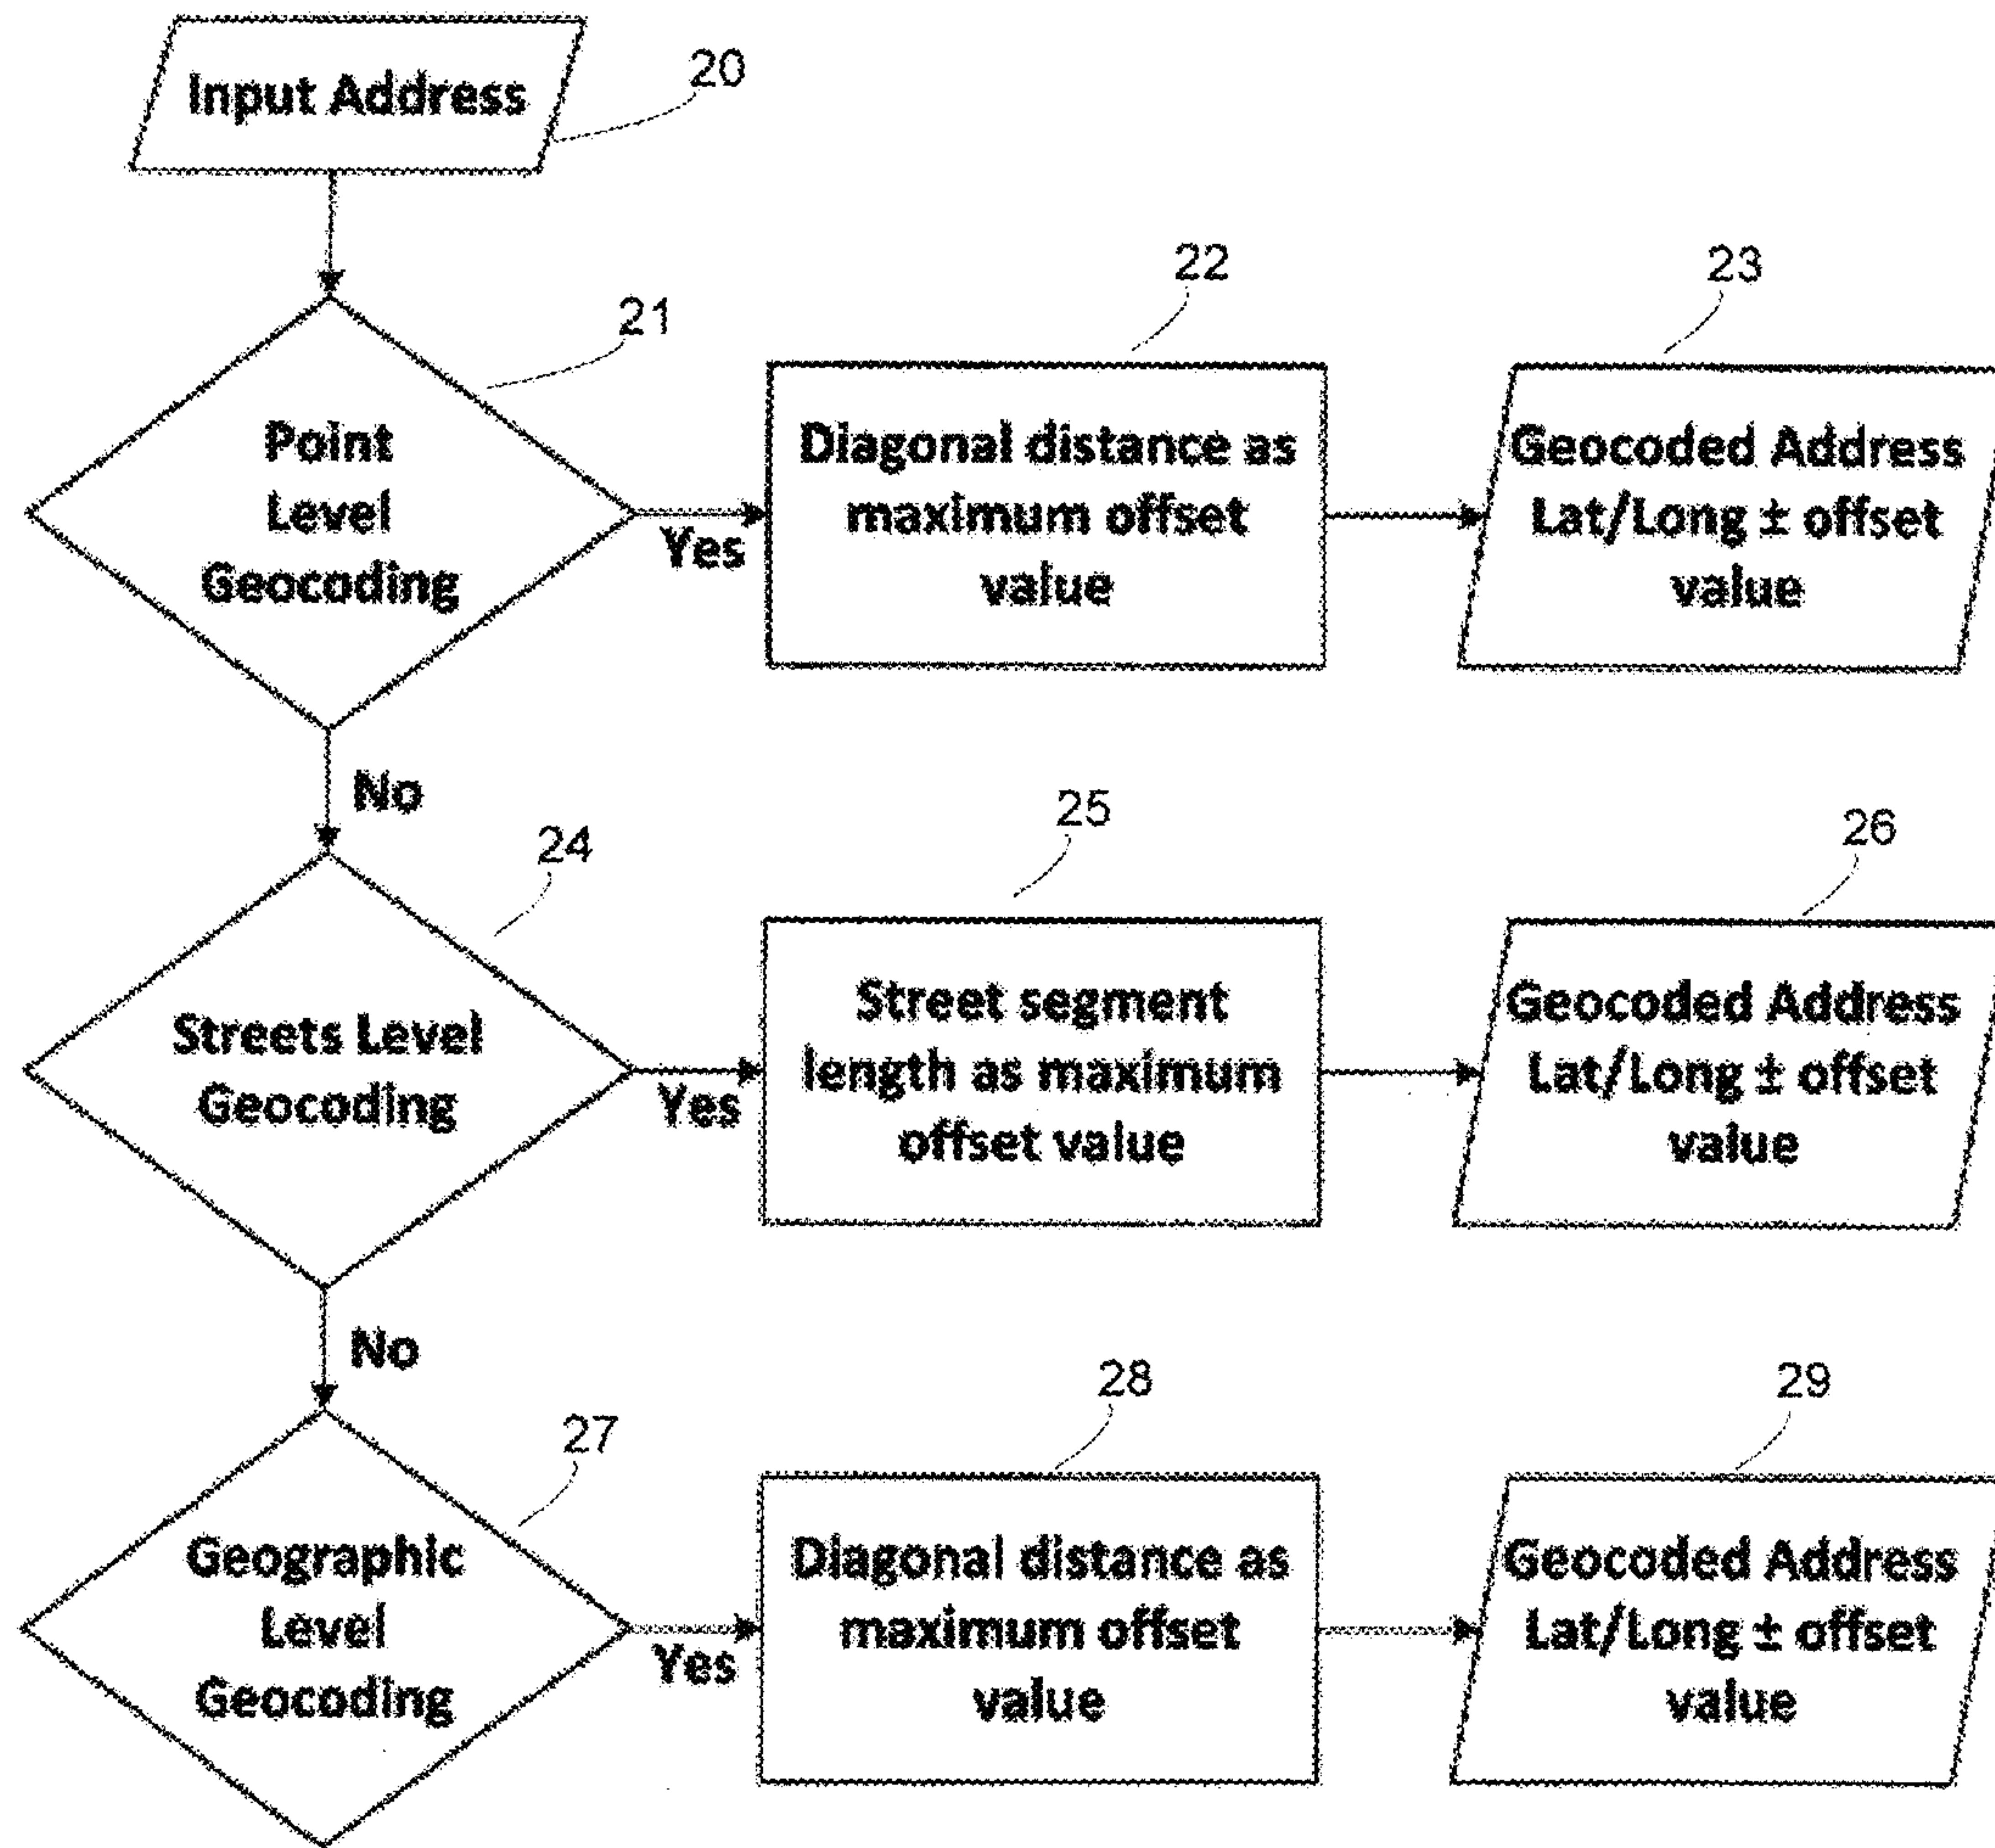 Input Address
20
21
22
23
Point
Level
Geocoding
Yes
Diagonal distance as
maximum offset
value
Geocoded Address
Lat/Long ± offset
value
No
24
25
26
Streets Level
Geocoding
Yes
Street segment
length as maximum
offset value
Geocoded Address
Lat/Long ± offset
value
No
27
28
29
Geographic
Level
Geocoding
Yes
Diagonal distance as
maximum offset
value
Geocoded Address
Lat/Long ± offset
value